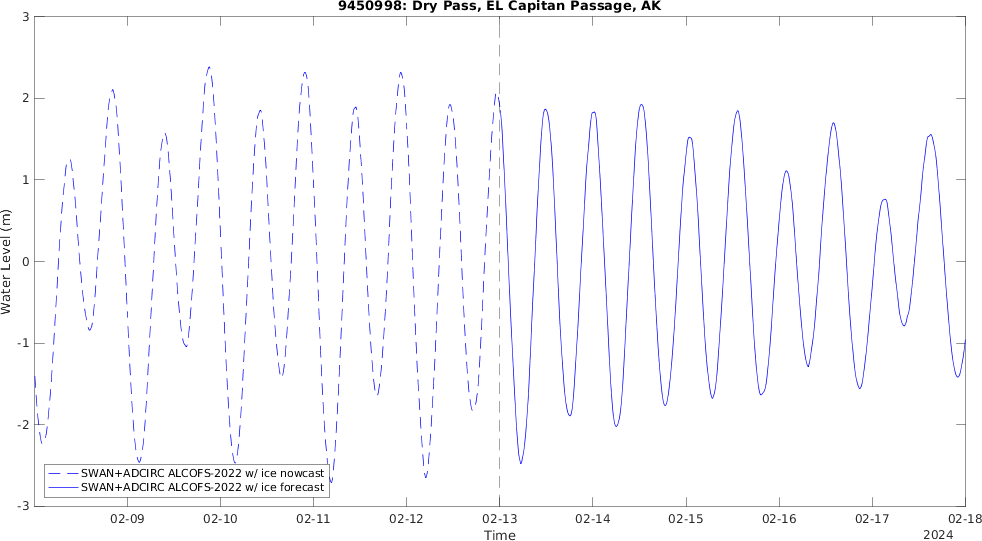 9450998: Dry Pass, EL Capitan Passage, AK
Water Level (m)
3
2
1
0
-1
-2
-3
SWAN+ADCIRC ALCOFS-2022 w/ ice nowcast
SWAN+ADCIRC ALCOFS-2022 w/ ice forecast
02-09 02-10 02-11 02-12 02-13 02-14 02-15 02-16 02-17 02-18
Time
2024